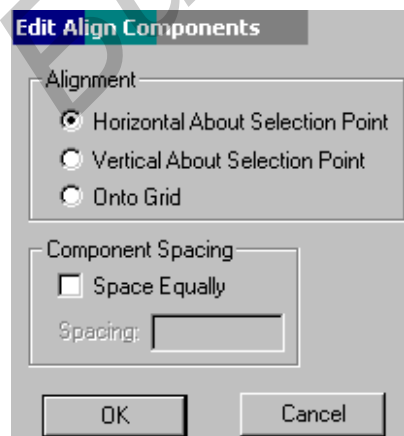 Edit Align Components
Alignment
Horizontal About Selection Point
Vertical About Selection Point
Onto Grid
Component Spacing
Space Equally
Spacing:
OK
Cancel